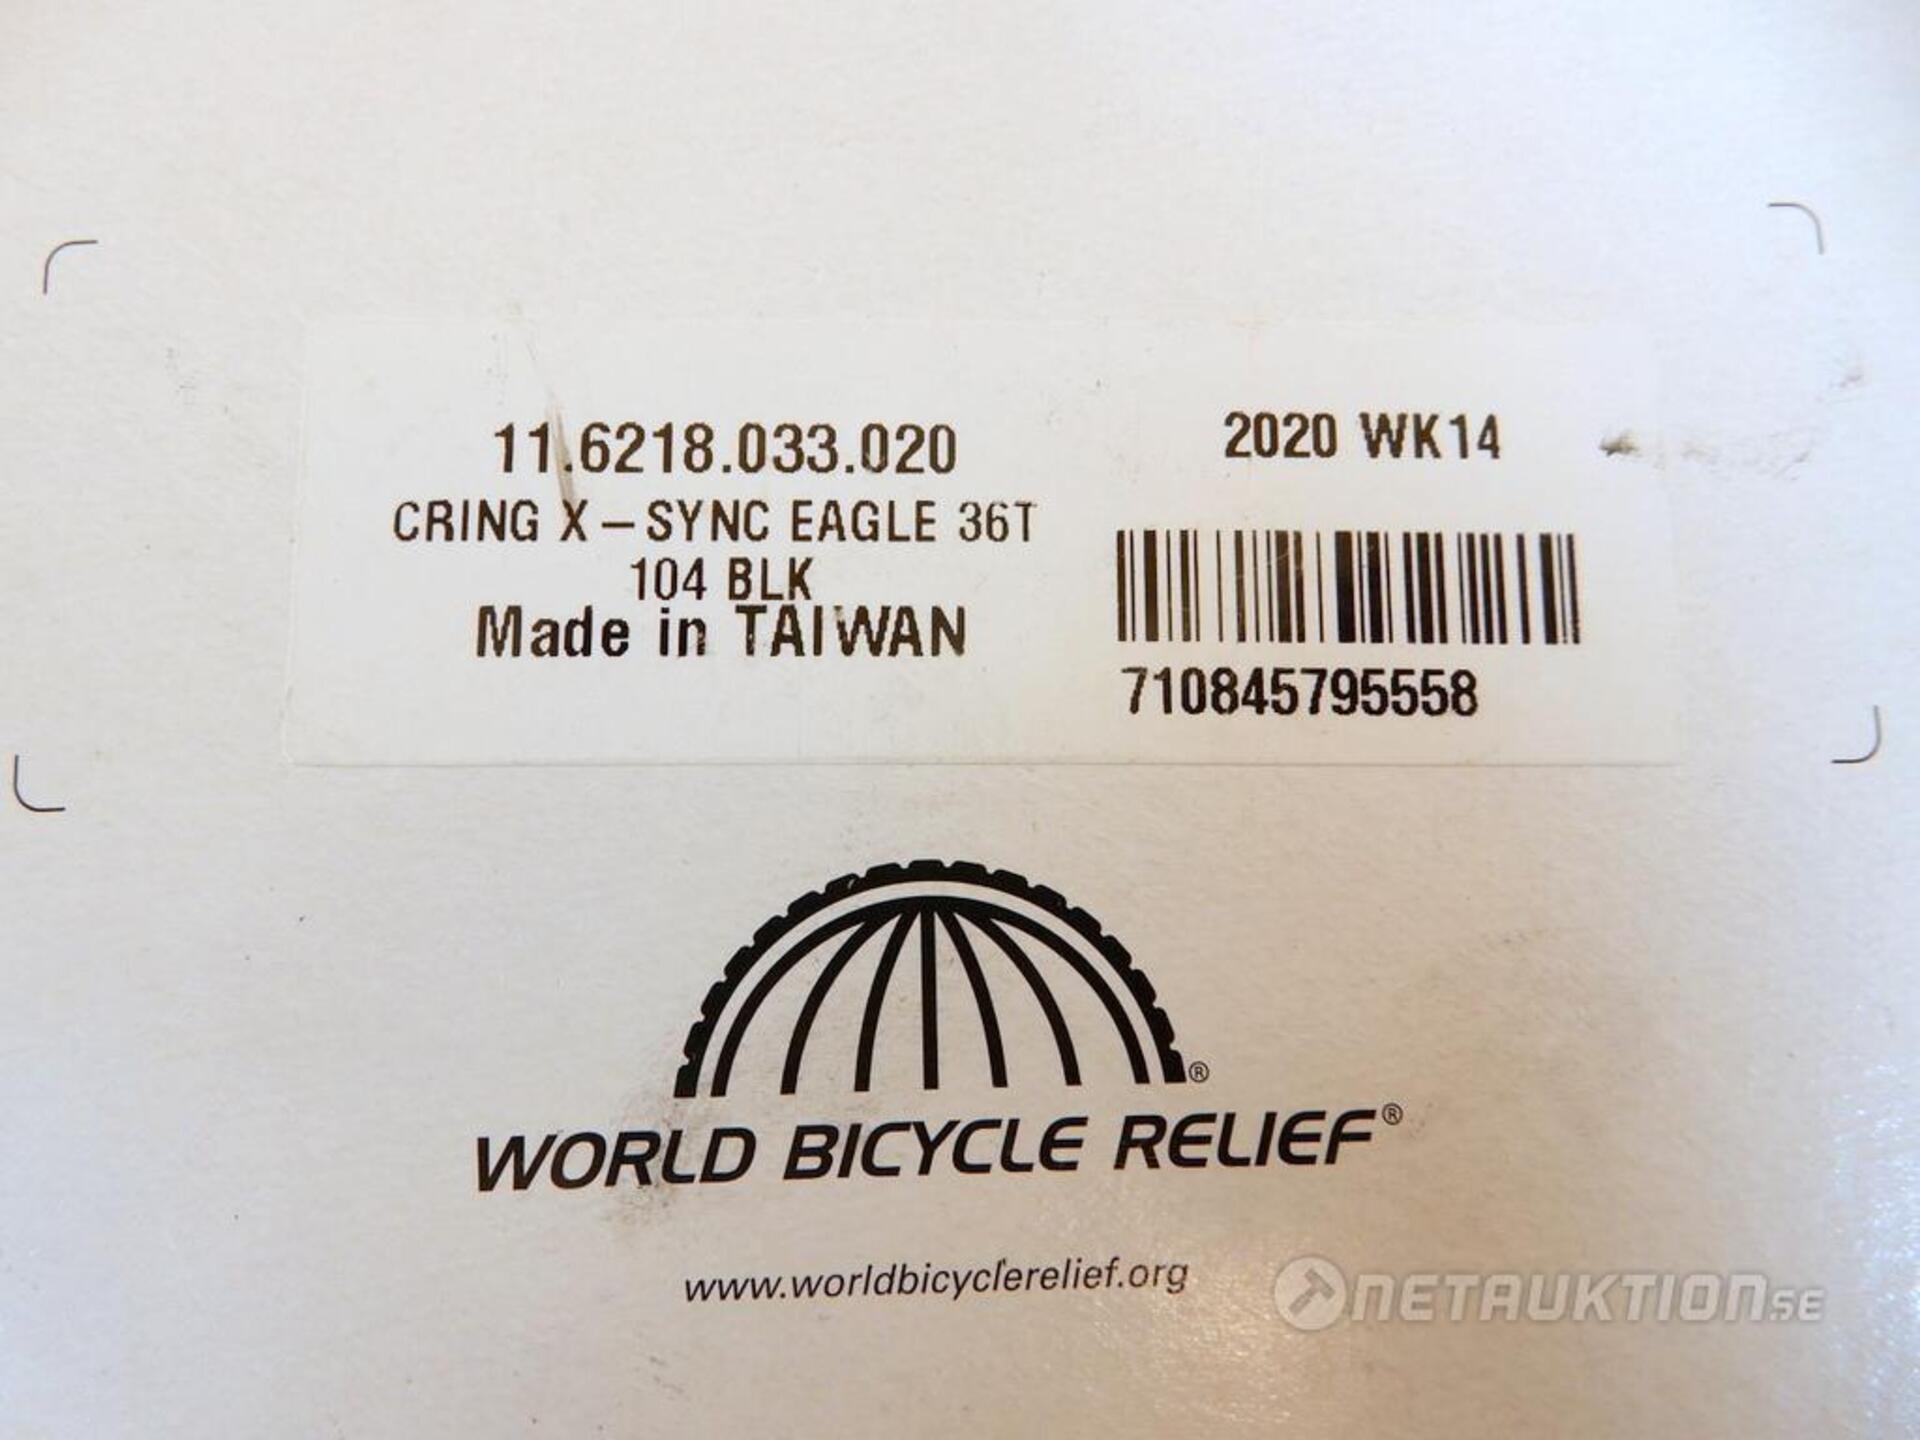 11.6218.033.020
CRING X-SYNC EAGLE 36T
104 BLK
Made in TAIWAN
2020 WK14
710845795558
®
WORLD BICYCLE RELIEF®
www.worldbicyclerelief.org
NETAUKTION.SE